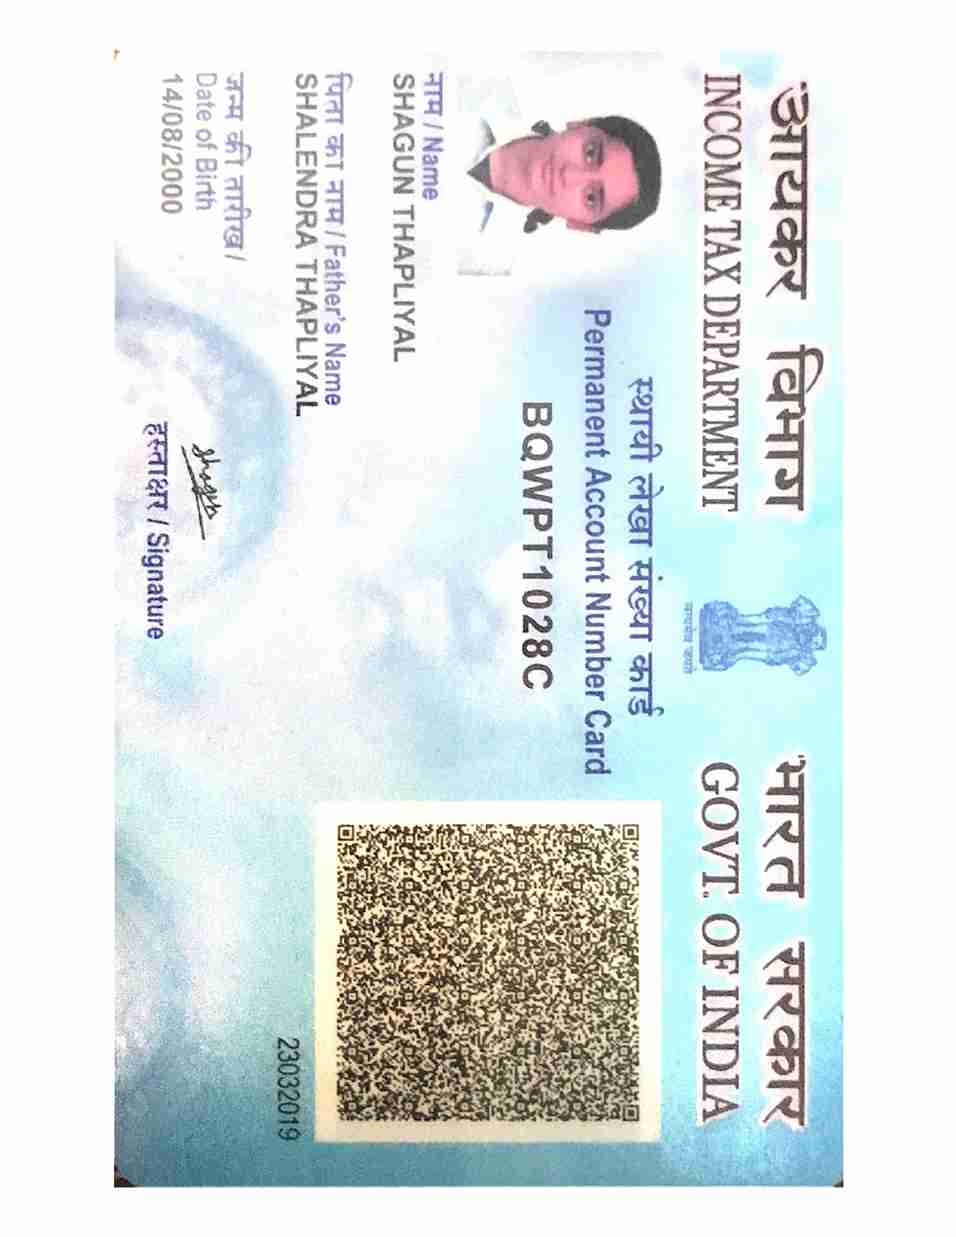 आयकर विभाग
INCOME TAX DEPARTMENT
सत्यमेव जयते
भारत सरकार
GOVT. OF INDIA
स्थायी लेखा संख्या कार्ड
Permanent Account Number Card
BQWPT1028C
नाम / Name
SHAGUN THAPLIYAL
पिता का नाम / Father's Name
SHALENDRA THAPLIYAL
जन्म की तारीख /
Date of Birth
14/08/2000
Shagun
हस्ताक्षर / Signature
23032019